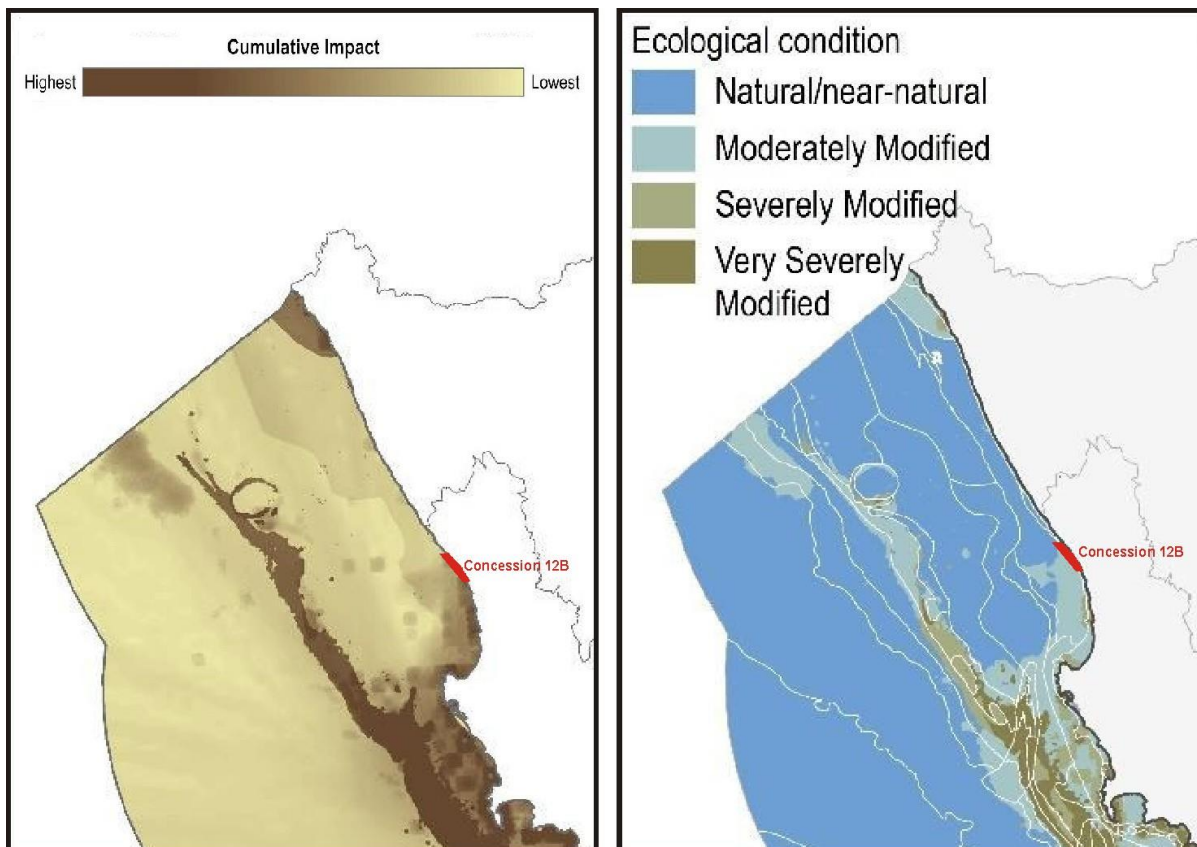 Cumulative Impact
Highest
Lowest
Concession 12B
Ecological condition
Natural/near-natural
Moderately Modified
Severely Modified
Very Severely
Modified
Concession 12B